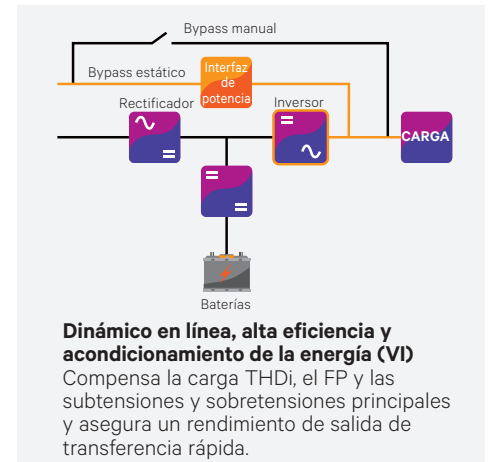 Bypass manual
Bypass estático
Interfaz
de
potencia
Rectificador
Inversor
CARGA
Baterías
Dinámico en línea, alta eficiencia y
acondicionamiento de la energía (VI)
Compensa la carga THDi, el FP y las
subtensiones y sobretensiones principales
y asegura un rendimiento de salida de
transferencia rápida.